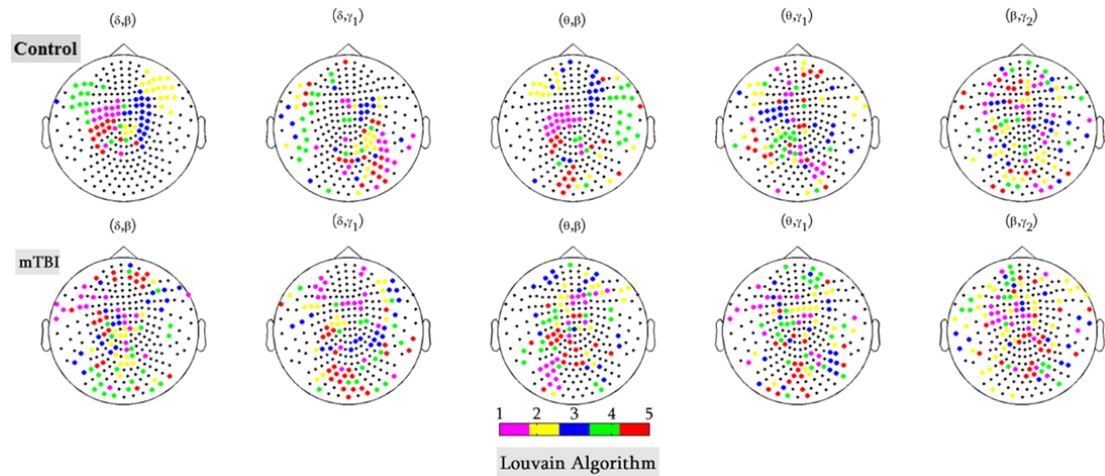 (δ,β) (δ,γ₁) (θ,β) (θ,γ₁) (β,γ₂)
Control
(δ,β) (δ,γ₁) (θ,β) (θ,γ₁) (β,γ₂)
mTBI
1 2 3 4 5
Louvain Algorithm